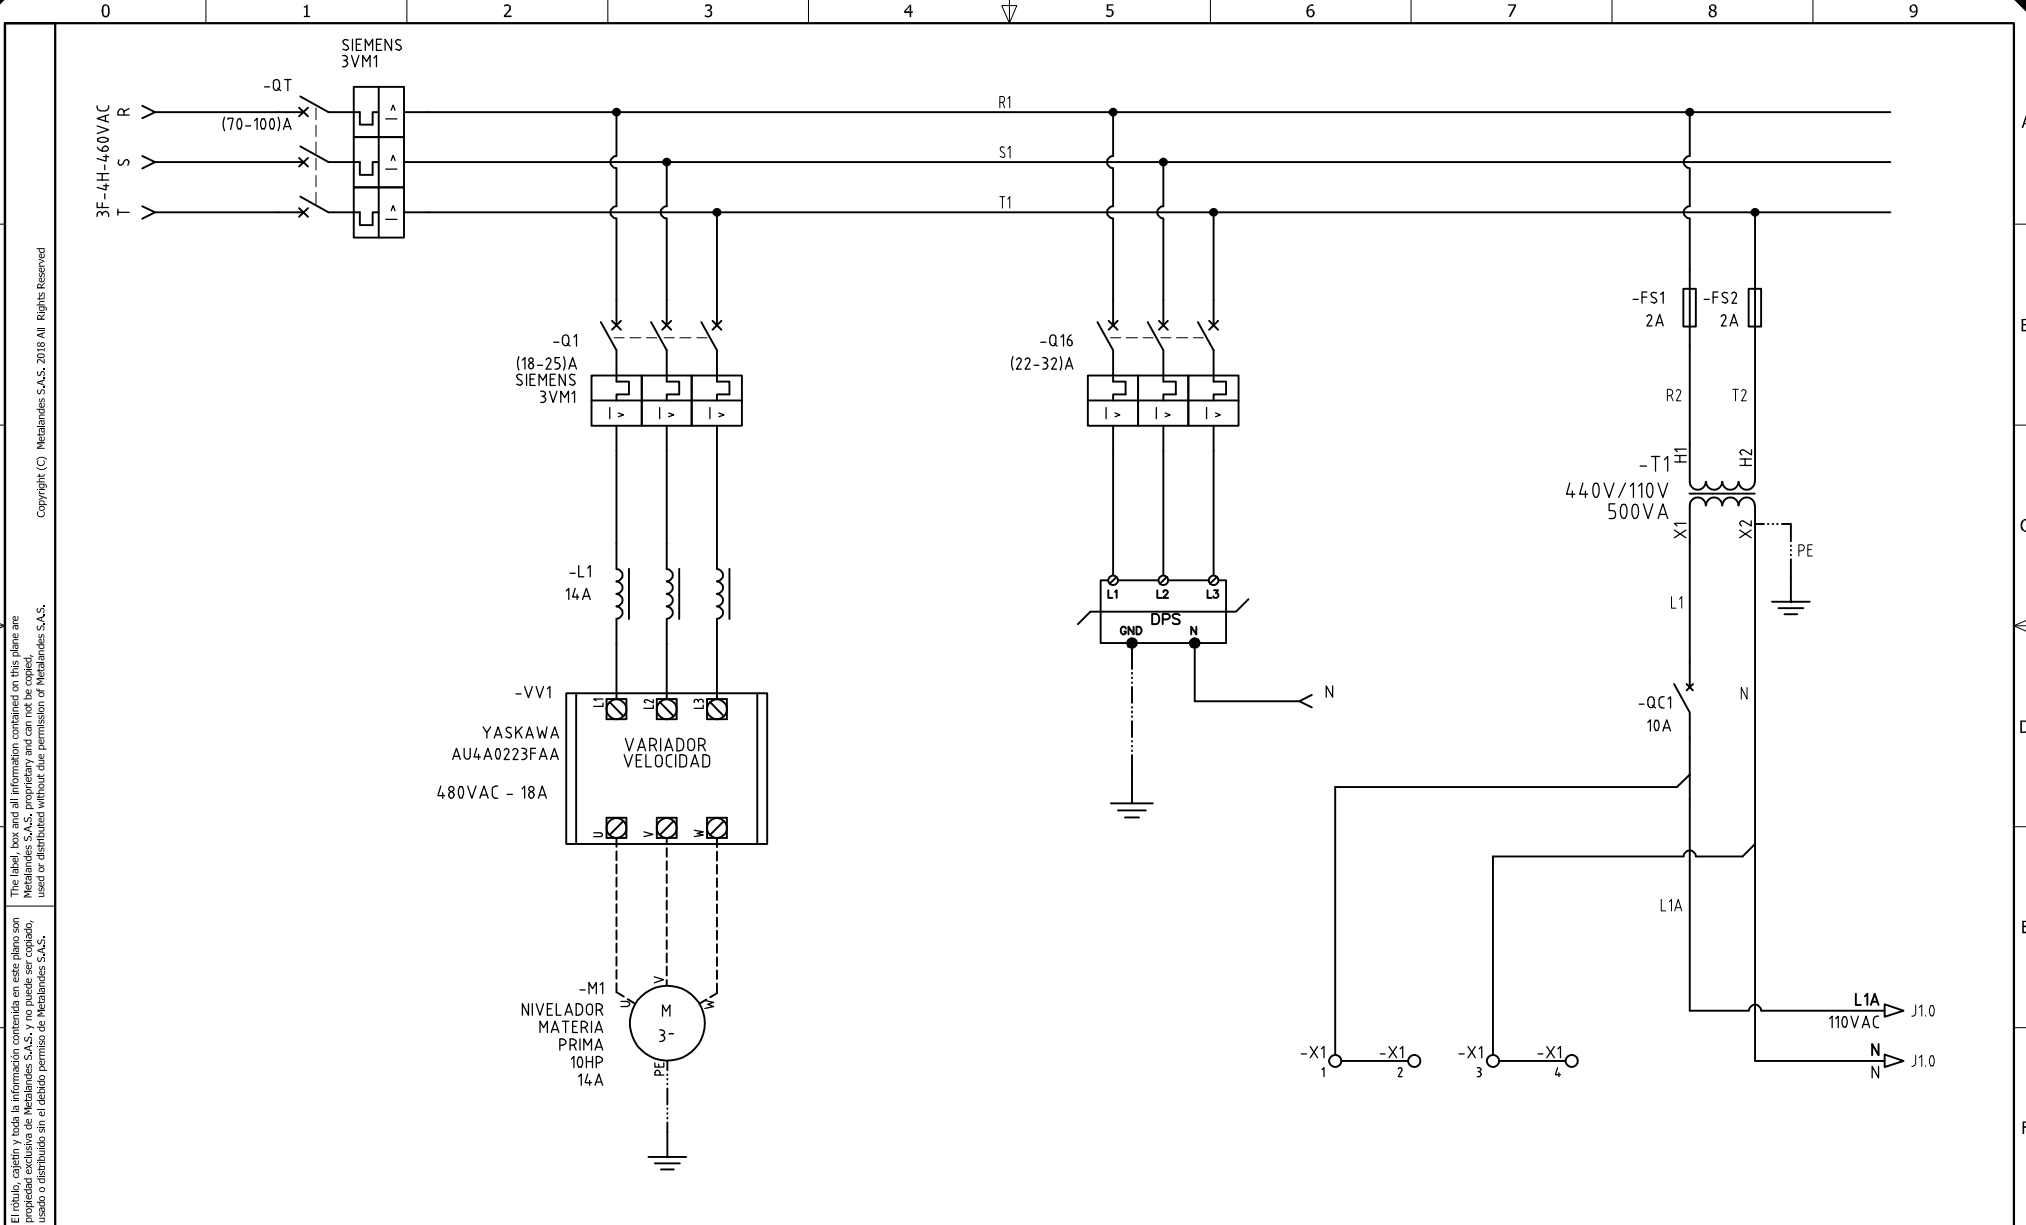 0 1 2 3 4 5 6 7 8 9
SIEMENS
3VM1
-QT
(70-100)A
3F-4H-460VAC
R
S
T
R1
S1
T1
A
-Q1
(18-25)A
SIEMENS
3VM1
I > I > I >
-Q16
(22-32)A
I > I > I >
-FS1
2A
-FS2
2A
R2
T2
H1
H2
-T1
440V/110V
500VA
X1
X2
PE
-L1
14A
L1 L2 L3
DPS
GND N
N
L1
-VV1
YASKAWA
AU4A0223FAA
480VAC - 18A
L1 L2 L3
VARIADOR
VELOCIDAD
U V W
-QC1
10A
N
L1A
-M1
NIVELADOR
MATERIA
PRIMA
10HP
14A
U V W
M
3~
PE
-X1
1
-X1
2
-X1
3
-X1
4
L1A
110VAC
J1.0
N
N
J1.0
Copyright (C) Metalandes S.A.S. 2018 All Rights Reserved
The label, box and all information contained on this plane are
Metalandes S.A.S. proprietary and can not be copied,
used or distributed without due permission of Metalandes S.A.S.
El rótulo, cajetín y toda la información contenida en este plano son
propiedad exclusiva de Metalandes S.A.S. y no puede ser copiado,
usado o distribuido sin el debido permiso de Metalandes S.A.S.